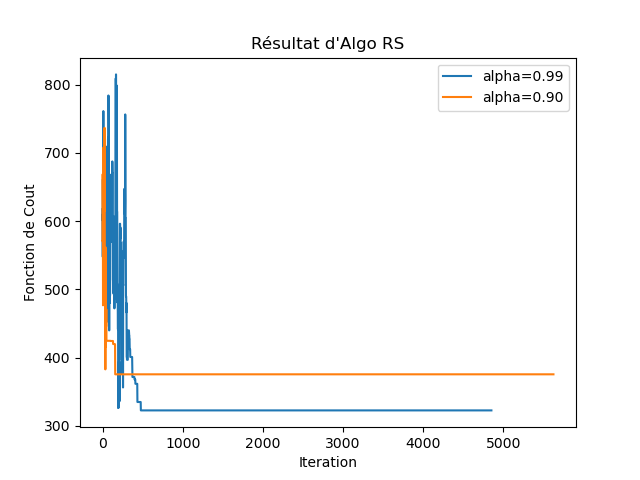 Résultat d'Algo RS
alpha=0.99
alpha=0.90
Fonction de Cout
800
700
600
500
400
300
0 1000 2000 3000 4000 5000
Iteration